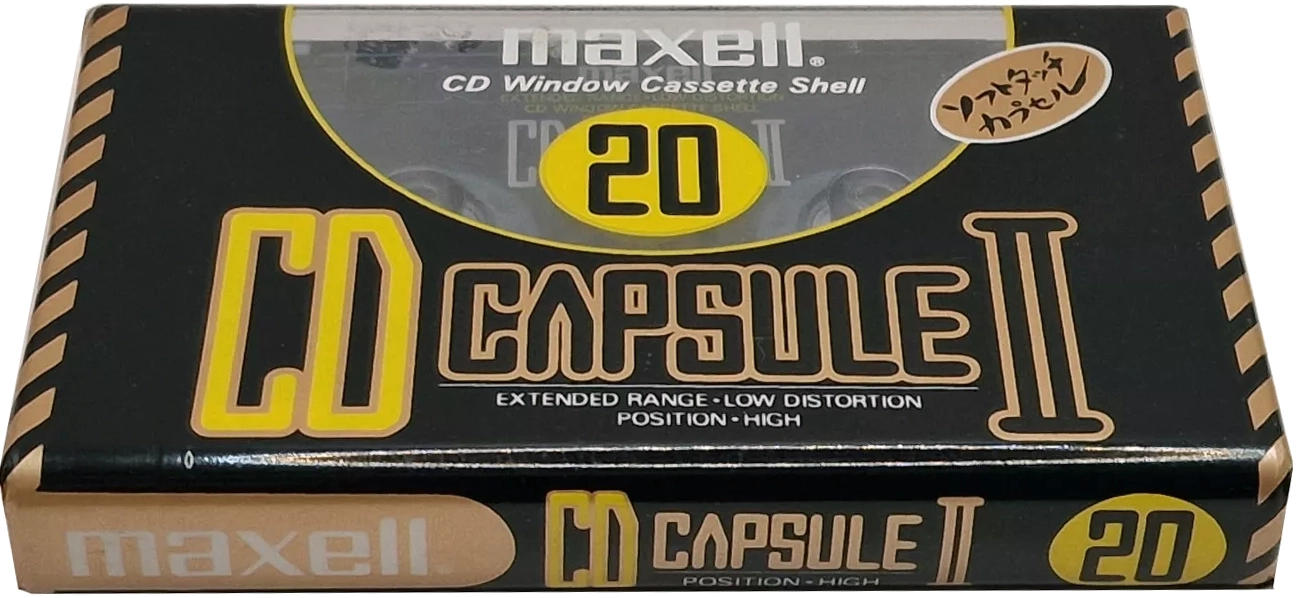 maxell®
CD Window Cassette Shell
ソフトタッチ
カプセル
20
CD CAPSULE II
EXTENDED RANGE • LOW DISTORTION
POSITION • HIGH
maxell
CD CAPSULE II
POSITION • HIGH
20